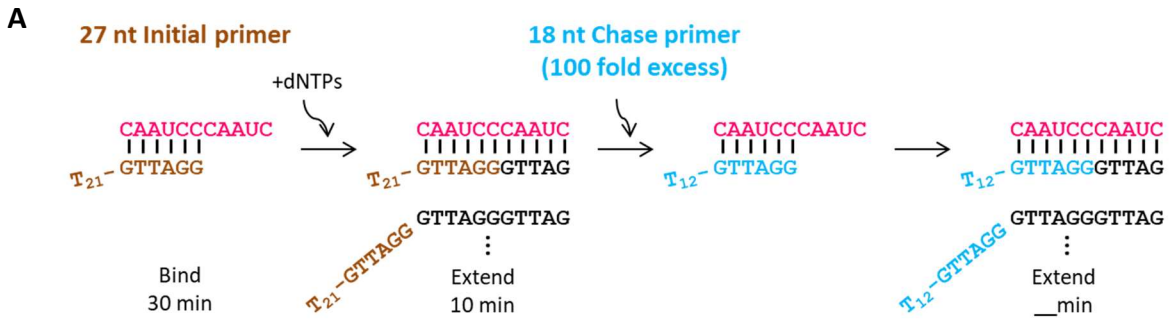 A
27 nt Initial primer
18 nt Chase primer
(100 fold excess)
+dNTPs
CAAUCCCAAUC
CAAUCCCAAUC
CAAUCCCAAUC
CAAUCCCAAUC
T21-GTTAGG
T21-GTTAGGGTTAG
T12-GTTAGG
T12-GTTAGGGTTAG
T21-GTTAGG GTTAGGGTTAG
T12-GTTAGG GTTAGGGTTAG
Bind
30 min
Extend
10 min
Extend
__min